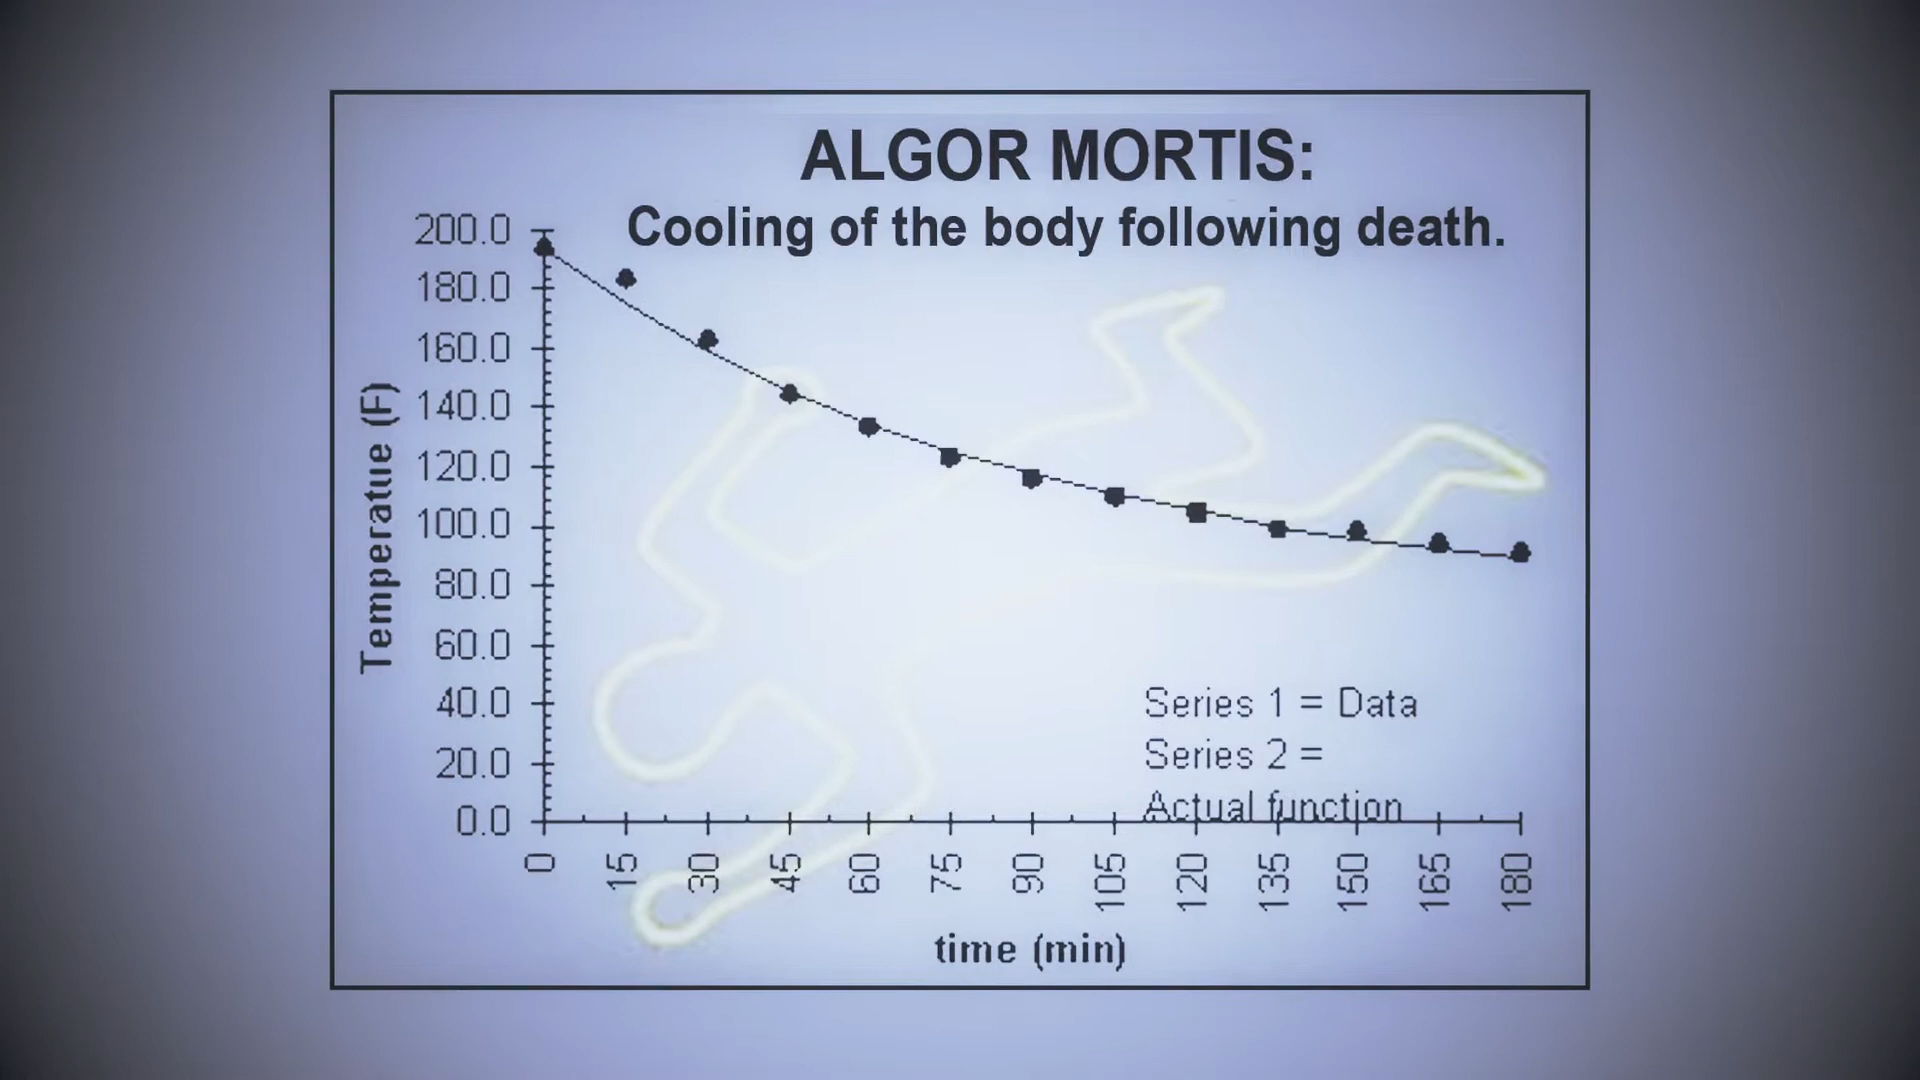 ALGOR MORTIS:
Cooling of the body following death.
200.0
180.0
160.0
140.0
120.0
100.0
80.0
60.0
40.0
20.0
0.0
Temperatue (F)
Series 1 = Data
Series 2 =
Actual function
0 15 30 45 60 75 90 105 120 135 150 165 180
time (min)